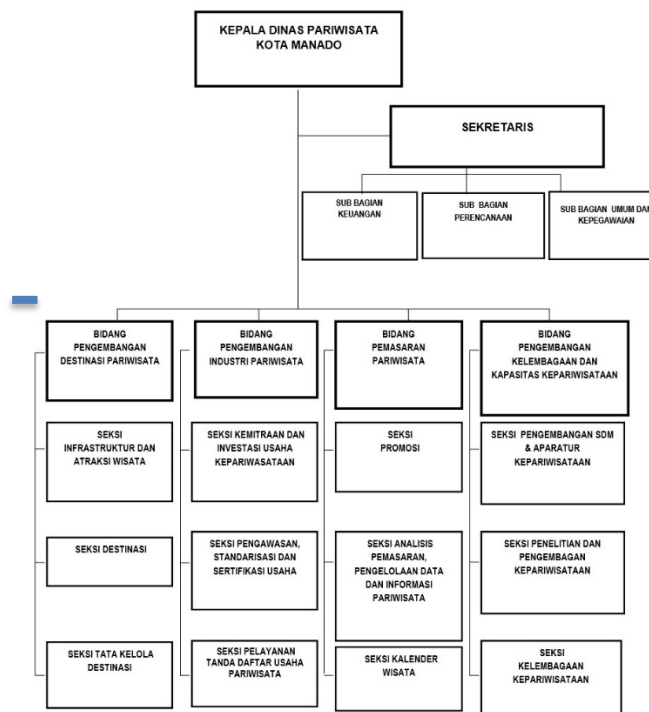 KEPALA DINAS PARIWISATA
KOTA MANADO
SEKRETARIS
SUB BAGIAN
KEUANGAN
SUB BAGIAN
PERENCANAAN
SUB BAGIAN UMUM DAN
KEPEGAWAIAN
BIDANG
PENGEMBANGAN
DESTINASI PARIWISATA
BIDANG
PENGEMBANGAN
INDUSTRI PARIWISATA
BIDANG
PEMASARAN
PARIWISATA
BIDANG
PENGEMBANGAN
KELEMBAGAAN DAN
KAPASITAS KEPARIWISATAAN
SEKSI
INFRASTRUKTUR DAN
ATRAKSI WISATA
SEKSI KEMITRAAN DAN
INVESTASI USAHA
KEPARIWASATAAN
SEKSI
PROMOSI
SEKSI PENGEMBANGAN SDM
& APARATUR
KEPARIWISATAAN
SEKSI DESTINASI
SEKSI PENGAWASAN,
STANDARISASI DAN
SERTIFIKASI USAHA
SEKSI ANALISIS
PEMASARAN,
PENGELOLAAN DATA
DAN INFORMASI
PARIWISATA
SEKSI PENELITIAN DAN
PENGEMBAGAN
KEPARIWISATAAN
SEKSI TATA KELOLA
DESTINASI
SEKSI PELAYANAN
TANDA DAFTAR USAHA
PARIWISATA
SEKSI KALENDER
WISATA
SEKSI
KELEMBAGAAN
KEPARIWISATAAN